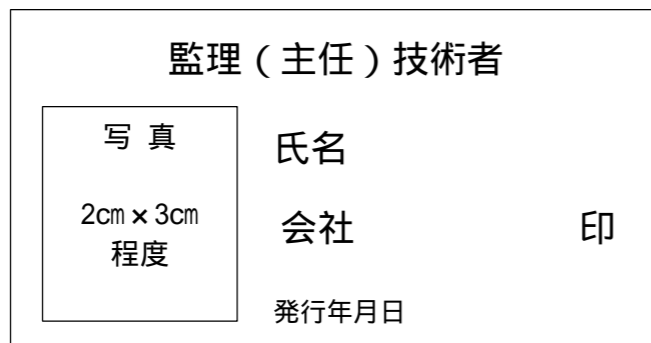 監理（主任）技術者
写 真
2㎝×3㎝
程度
氏名
会社 印
発行年月日